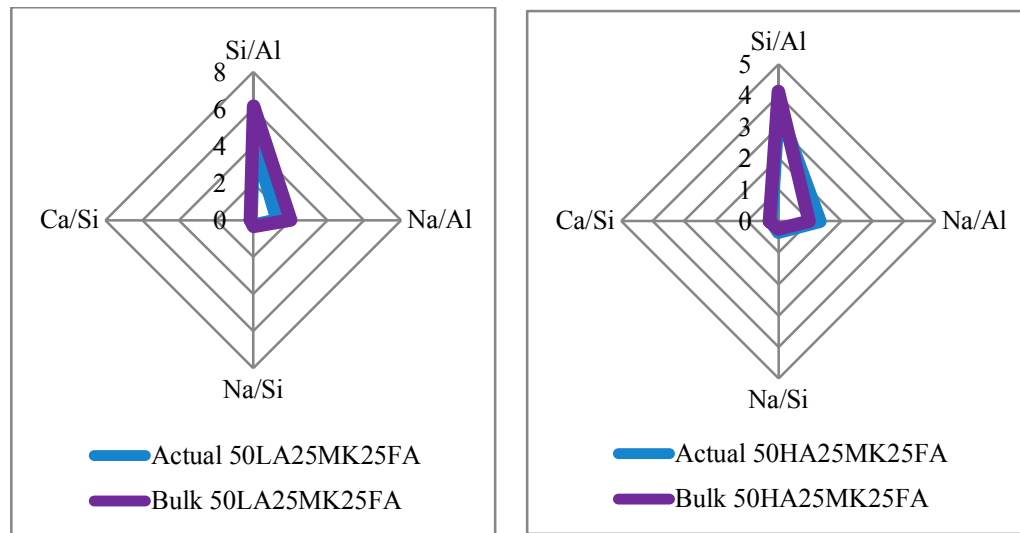 Si/Al
8
6
4
2
0
Ca/Si
Na/Al
Na/Si
Actual 50LA25MK25FA
Bulk 50LA25MK25FA
Si/Al
5
4
3
2
1
0
Ca/Si
Na/Al
Na/Si
Actual 50HA25MK25FA
Bulk 50HA25MK25FA